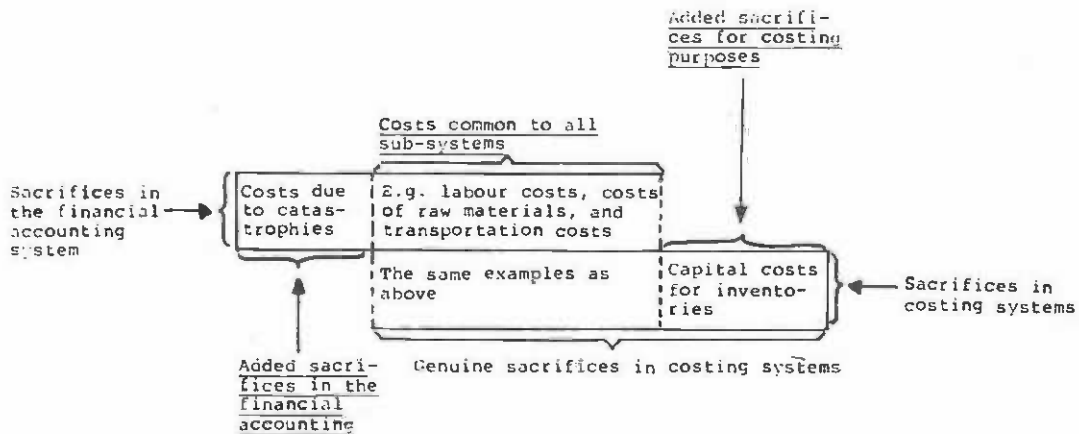 Added sacrifi-
ces for costing
purposes
Costs common to all
sub-systems
Sacrifices in
the financial
accounting
system
Costs due
to catas-
trophies
E.g. labour costs, costs
of raw materials, and
transportation costs
The same examples as
above
Capital costs
for invento-
ries
Sacrifices in
costing systems
Added sacri-
fices in the
financial
accounting
Genuine sacrifices in costing systems